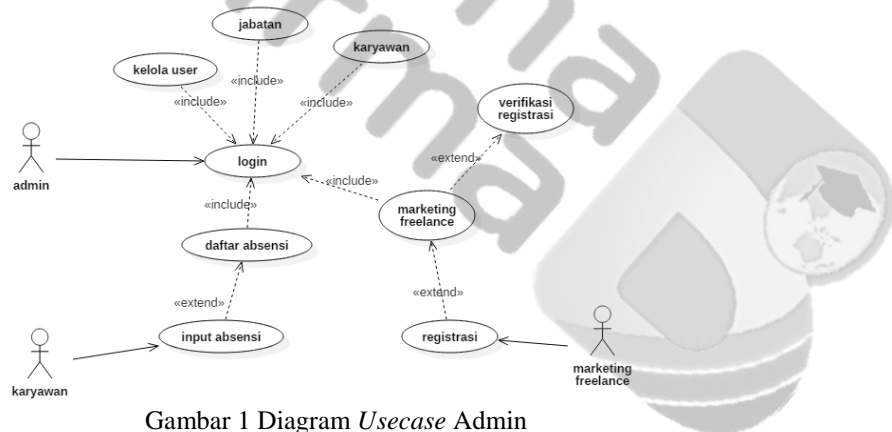 jabatan
karyawan
kelola user
«include»
«include»
«include»
verifikasi
registrasi
admin
login
«extend»
«include»
«include»
marketing
freelance
daftar absensi
«extend»
«extend»
input absensi
registrasi
karyawan
marketing
freelance
Gambar 1 Diagram Usecase Admin